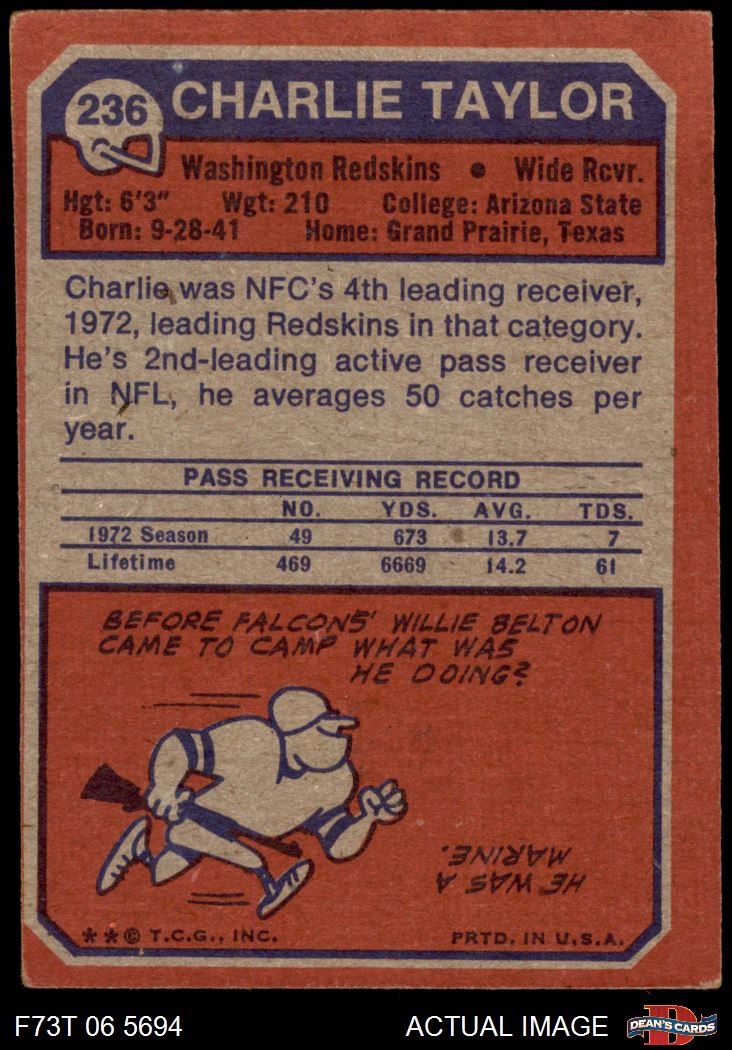 236 CHARLIE TAYLOR
Washington Redskins • Wide Rcvr.
Hgt: 6'3" Wgt: 210 College: Arizona State
Born: 9-28-41 Home: Grand Prairie, Texas
Charlie was NFC's 4th leading receiver,
1972, leading Redskins in that category.
He's 2nd-leading active pass receiver
in NFL, he averages 50 catches per
year.
PASS RECEIVING RECORD
NO. YDS. AVG. TDS.
1972 Season 49 673 13.7 7
Lifetime 469 6669 14.2 61
BEFORE FALCONS' WILLIE BELTON
CAME TO CAMP WHAT WAS
HE DOING?
HE WAS A
MARINE.
** © T.C.G., INC. PRTD. IN U.S.A.
F73T 06 5694 ACTUAL IMAGE D DEAN'S CARDS